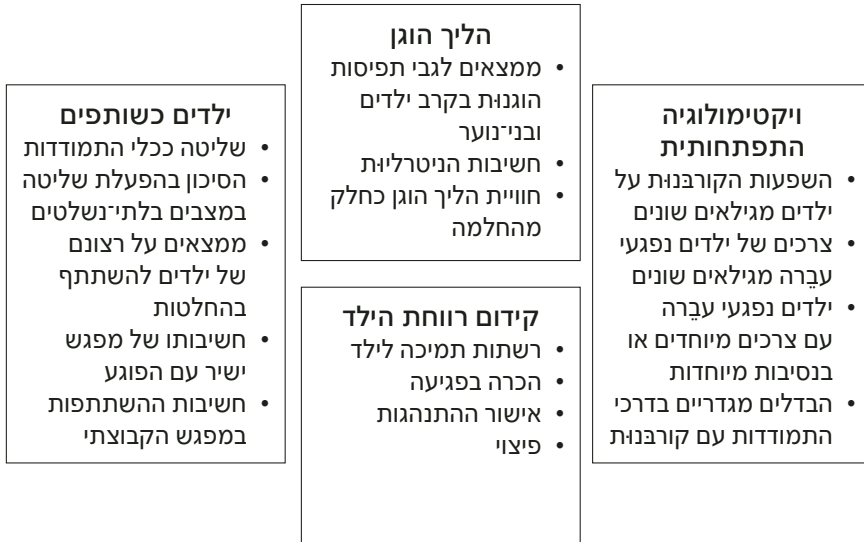 ויקטימולוגיה
התפתחותית
• השפעות הקורבּנוּת על
ילדים מגילאים שונים
• צרכים של ילדים נפגעי
עבֵרה מגילאים שונים
• ילדים נפגעי עבֵרה
עם צרכים מיוחדים או
בנסיבות מיוחדות
• הבדלים מגדריים בדרכי
התמודדות עם קורבּנוּת
הליך הוגן
• ממצאים לגבי תפיסות
הוגנוּת בקרב ילדים
ובני־נוער
• חשיבות הניטרליוּת
• חוויית הליך הוגן כחלק
מהחלמה
קידום רווחת הילד
• רשתות תמיכה לילד
• הכרה בפגיעה
• אישור ההתנהגות
• פיצוי
ילדים כשותפים
• שליטה ככלי התמודדות
• הסיכון בהפעלת שליטה
במצבים בלתי־נשלטים
• ממצאים על רצונם
של ילדים להשתתף
בהחלטות
• חשיבותו של מפגש
ישיר עם הפוגע
• חשיבות ההשתתפות
במפגש הקבוצתי